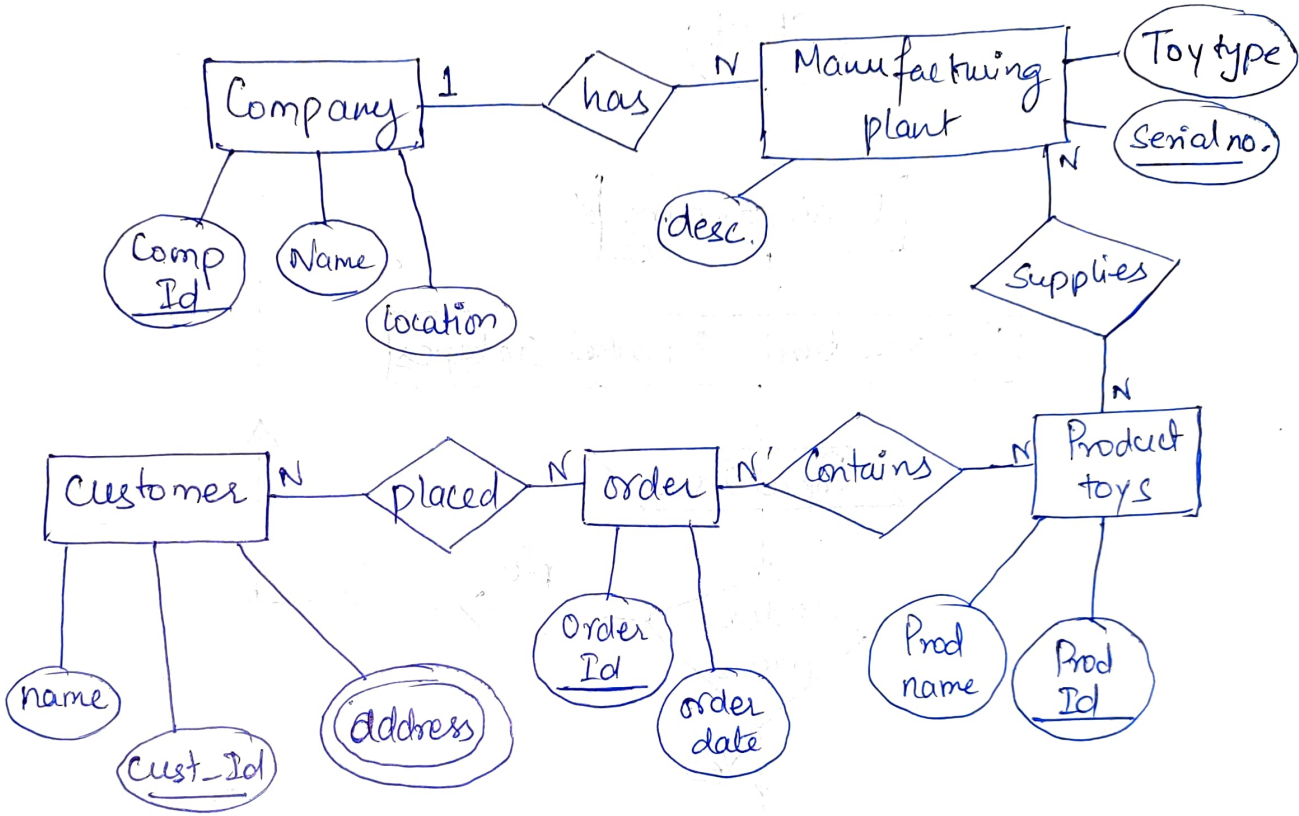 Company
1
has
N
Manufacturing
plant
Toy type
Serial no.
N
desc.
Comp
Id
Name
location
Supplies
N
Customer
N
placed
N
order
N
Contains
N
Product
toys
name
Cust_Id
address
Order
Id
order
date
Prod
name
Prod
Id